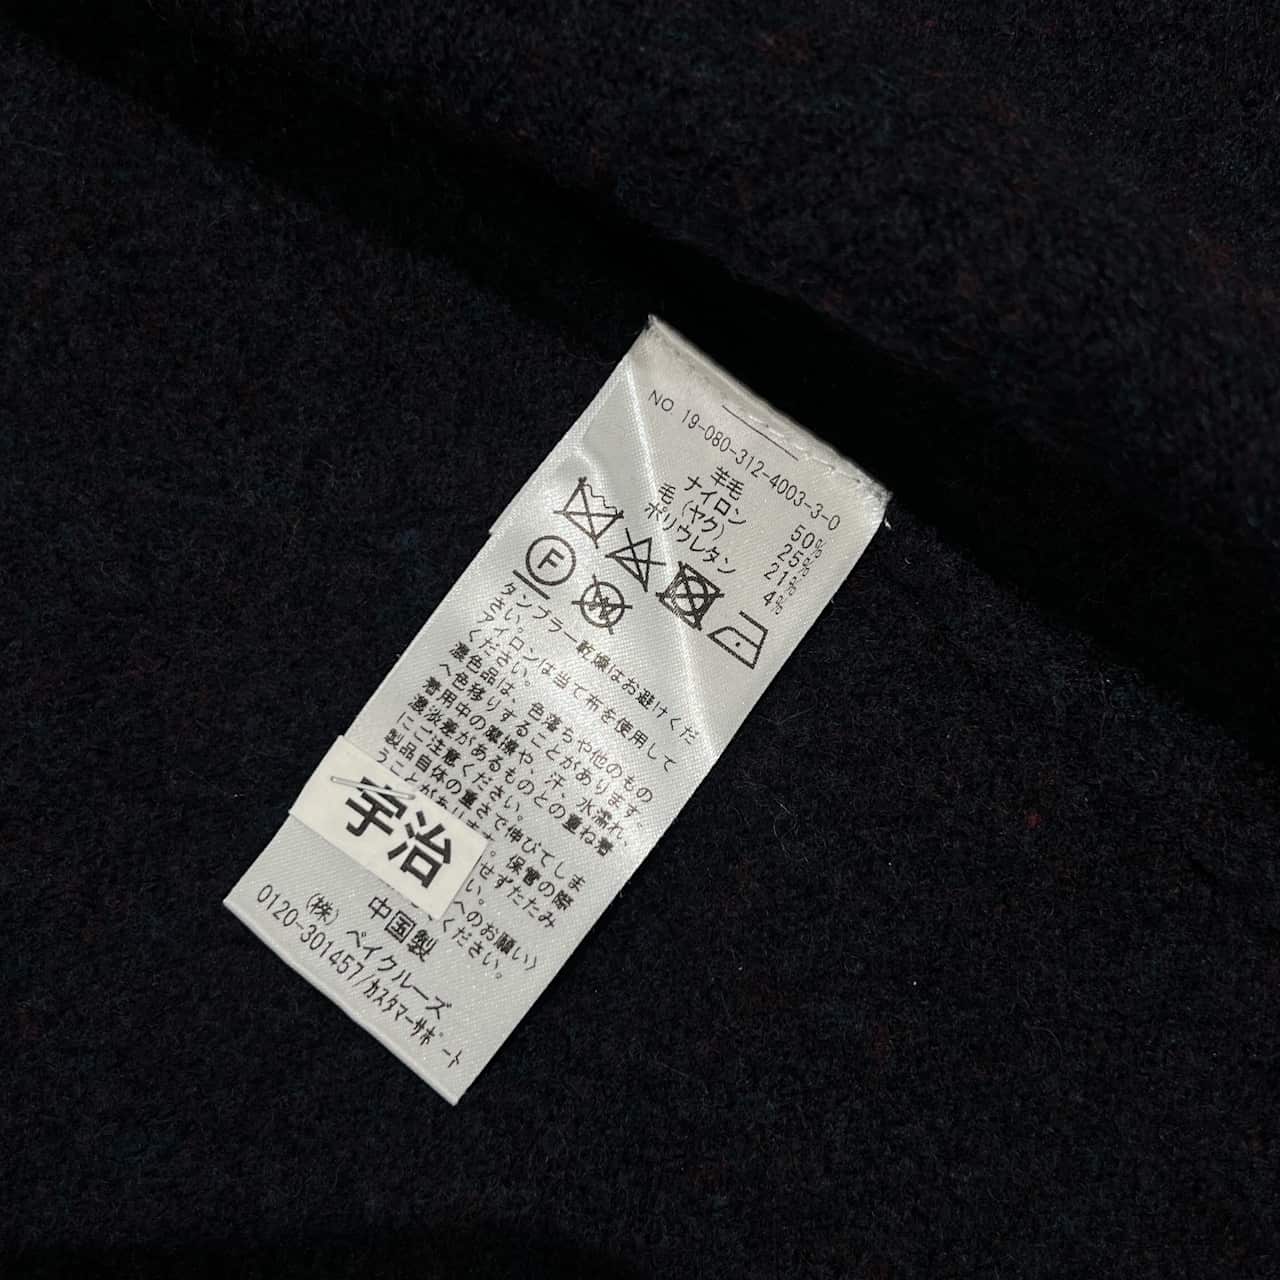 NO 19-080-312-4003-3-0
羊毛 50%
ナイロン 25%
毛(ヤク) 21%
ポリウレタン 4%
F
W
タンブラー乾燥はお避けくだ
さい。
アイロンは当て布を使用して
ください。
濃色品は、色落ちや他のもの
へ色移りすることがあります。
着用中の摩擦や、汗、水濡れ、
濃淡差があるものとの重ね着
にご注意ください。
製品自体の重さで伸びてしま
うことがあります。保管の際
せずたたみ
い。
へのお願い〉
ください。
宇治
中国製
(株)ベイクルーズ
0120-301457/カスタマーサポート